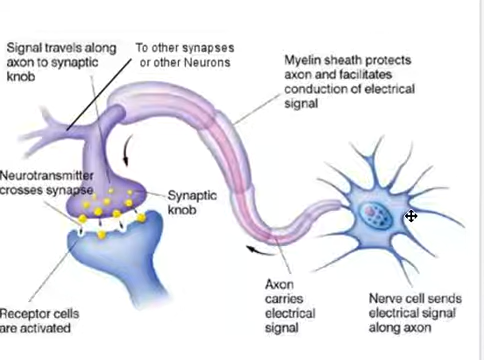 Signal travels along
axon to synaptic
knob
To other synapses
or other Neurons
Myelin sheath protects
axon and facilitates
conduction of electrical
signal
Neurotransmitter
crosses synapse
Synaptic
knob
Receptor cells
are activated
Axon
carries
electrical
signal
Nerve cell sends
electrical signal
along axon